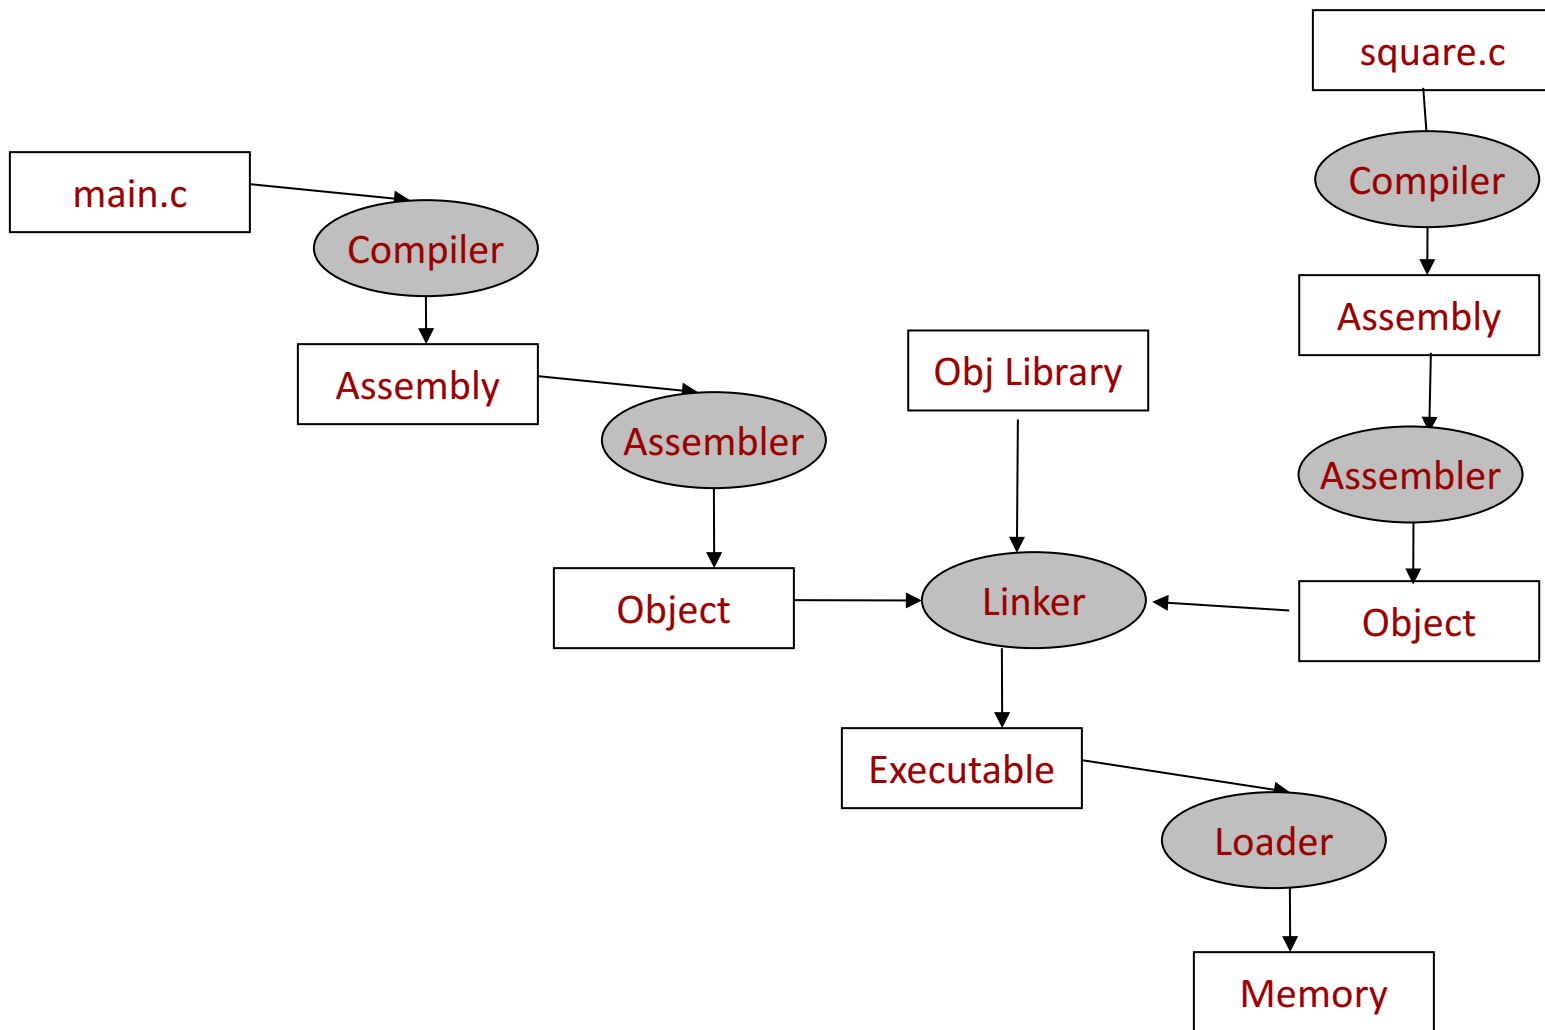 square.c
main.c
Compiler
Compiler
Assembly
Obj Library
Assembly
Assembler
Assembler
Linker
Object
Object
Executable
Loader
Memory